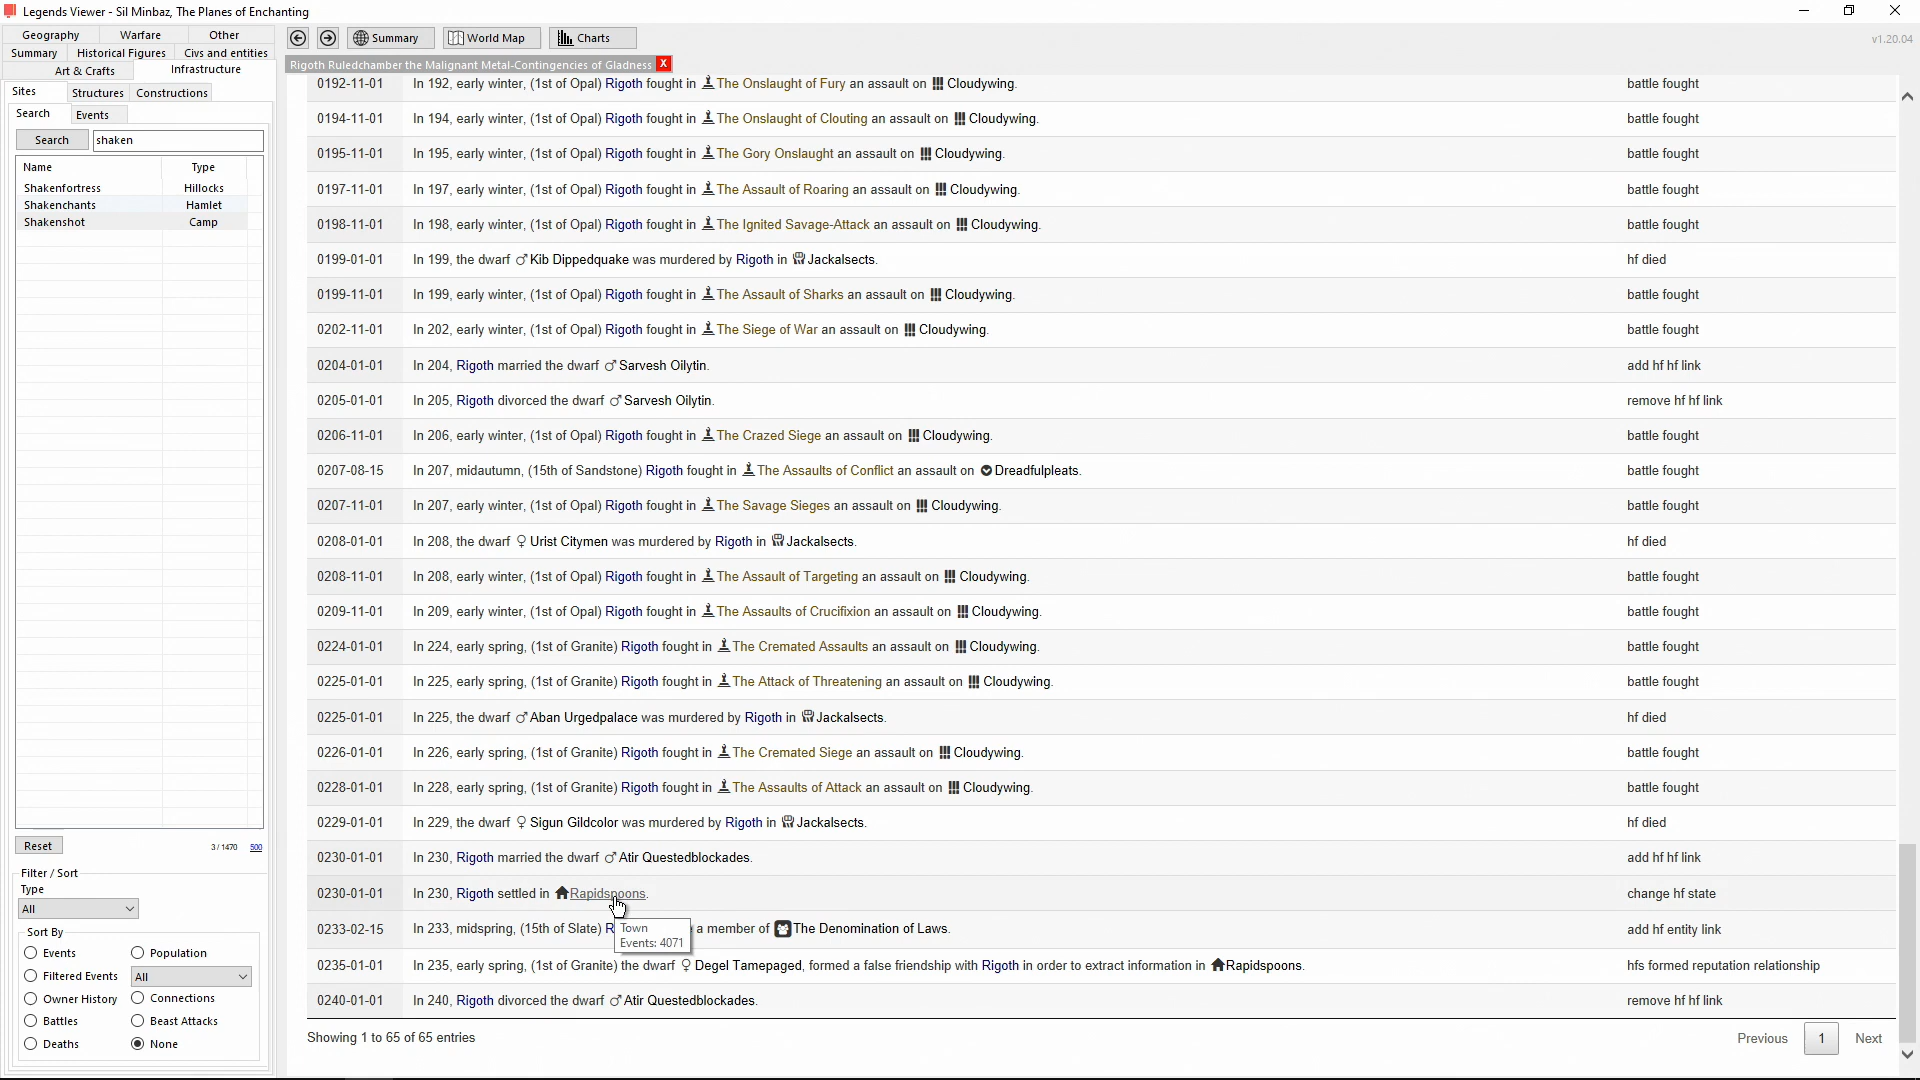 Legends Viewer - Sil Minbaz, The Planes of Enchanting
v1.20.04
Geography Warfare Other
Summary Historical Figures Civs and entities
Art & Crafts Infrastructure
Sites Structures Constructions
Search Events
Search shaken
Name Type
Shakenfortress Hillocks
Shakenchants Hamlet
Shakenshot Camp
Reset 3 / 1470 500
Filter / Sort
Type
All
Sort By
Events Population
Filtered Events All
Owner History Connections
Battles Beast Attacks
Deaths None
Summary World Map Charts
Rigoth Ruledchamber the Malignant Metal-Contingencies of Gladness X
0192-11-01 In 192, early winter, (1st of Opal) Rigoth fought in The Onslaught of Fury an assault on Cloudywing. battle fought
0194-11-01 In 194, early winter, (1st of Opal) Rigoth fought in The Onslaught of Clouting an assault on Cloudywing. battle fought
0195-11-01 In 195, early winter, (1st of Opal) Rigoth fought in The Gory Onslaught an assault on Cloudywing. battle fought
0197-11-01 In 197, early winter, (1st of Opal) Rigoth fought in The Assault of Roaring an assault on Cloudywing. battle fought
0198-11-01 In 198, early winter, (1st of Opal) Rigoth fought in The Ignited Savage-Attack an assault on Cloudywing. battle fought
0199-01-01 In 199, the dwarf ♂ Kib Dippedquake was murdered by Rigoth in Jackalsects. hf died
0199-11-01 In 199, early winter, (1st of Opal) Rigoth fought in The Assault of Sharks an assault on Cloudywing. battle fought
0202-11-01 In 202, early winter, (1st of Opal) Rigoth fought in The Siege of War an assault on Cloudywing. battle fought
0204-01-01 In 204, Rigoth married the dwarf ♂ Sarvesh Oilytin. add hf hf link
0205-01-01 In 205, Rigoth divorced the dwarf ♂ Sarvesh Oilytin. remove hf hf link
0206-11-01 In 206, early winter, (1st of Opal) Rigoth fought in The Crazed Siege an assault on Cloudywing. battle fought
0207-08-15 In 207, midautumn, (15th of Sandstone) Rigoth fought in The Assaults of Conflict an assault on Dreadfulpleats. battle fought
0207-11-01 In 207, early winter, (1st of Opal) Rigoth fought in The Savage Sieges an assault on Cloudywing. battle fought
0208-01-01 In 208, the dwarf ♀ Urist Citymen was murdered by Rigoth in Jackalsects. hf died
0208-11-01 In 208, early winter, (1st of Opal) Rigoth fought in The Assault of Targeting an assault on Cloudywing. battle fought
0209-11-01 In 209, early winter, (1st of Opal) Rigoth fought in The Assaults of Crucifixion an assault on Cloudywing. battle fought
0224-01-01 In 224, early spring, (1st of Granite) Rigoth fought in The Cremated Assaults an assault on Cloudywing. battle fought
0225-01-01 In 225, early spring, (1st of Granite) Rigoth fought in The Attack of Threatening an assault on Cloudywing. battle fought
0225-01-01 In 225, the dwarf ♂ Aban Urgedpalace was murdered by Rigoth in Jackalsects. hf died
0226-01-01 In 226, early spring, (1st of Granite) Rigoth fought in The Cremated Siege an assault on Cloudywing. battle fought
0228-01-01 In 228, early spring, (1st of Granite) Rigoth fought in The Assaults of Attack an assault on Cloudywing. battle fought
0229-01-01 In 229, the dwarf ♀ Sigun Gildcolor was murdered by Rigoth in Jackalsects. hf died
0230-01-01 In 230, Rigoth married the dwarf ♂ Atir Questedblockades. add hf hf link
0230-01-01 In 230, Rigoth settled in Rapidspoons. change hf state
0233-02-15 In 233, midspring, (15th of Slate) R a member of The Denomination of Laws. add hf entity link
Town
Events: 4071
0235-01-01 In 235, early spring, (1st of Granite) the dwarf ♀ Degel Tamepaged, formed a false friendship with Rigoth in order to extract information in Rapidspoons. hfs formed reputation relationship
0240-01-01 In 240, Rigoth divorced the dwarf ♂ Atir Questedblockades. remove hf hf link
Showing 1 to 65 of 65 entries Previous 1 Next